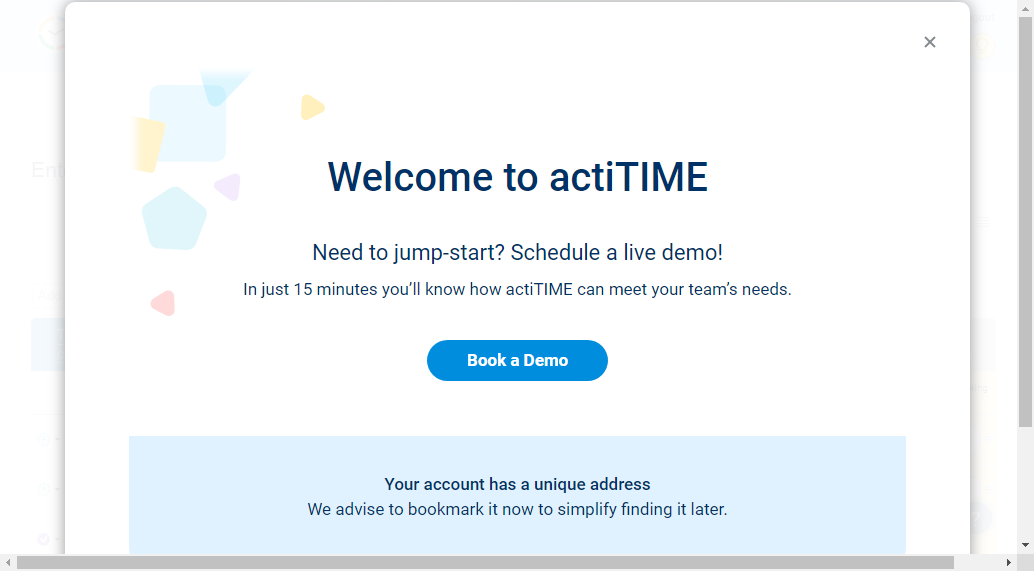 Welcome to actiTIME
Need to jump-start? Schedule a live demo!
In just 15 minutes you’ll know how actiTIME can meet your team’s needs.
Book a Demo
Your account has a unique address
We advise to bookmark it now to simplify finding it later.